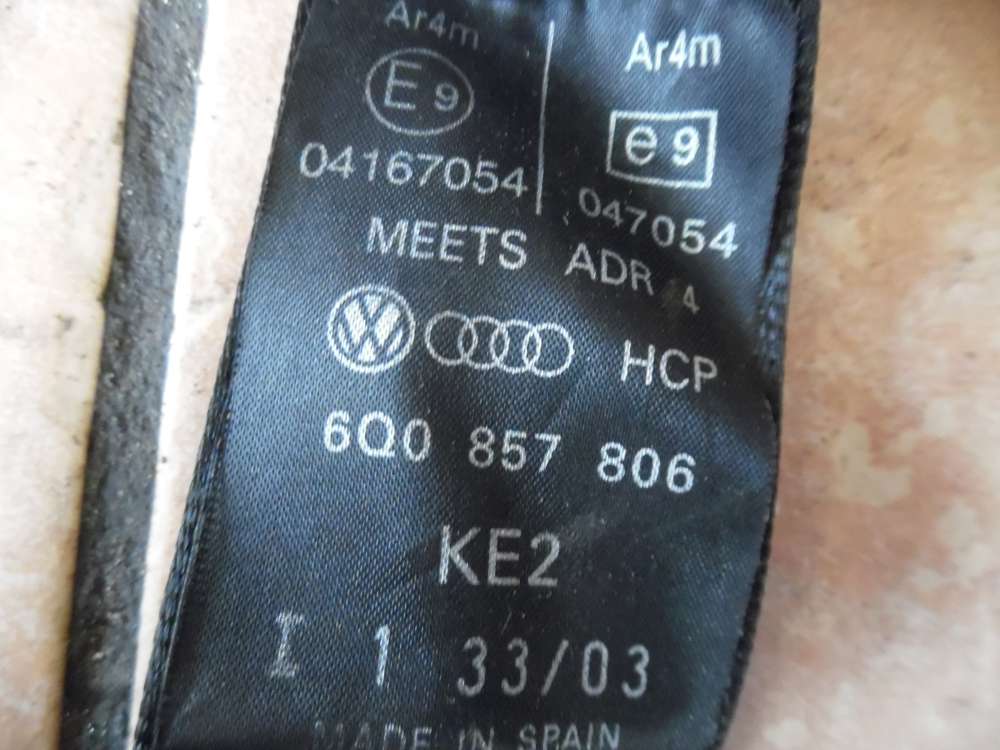 Ar4m
E9
04167054
Ar4m
e9
047054
MEETS ADR 4
HCP
6Q0 857 806
KE2
I 1 33/03
MADE IN SPAIN